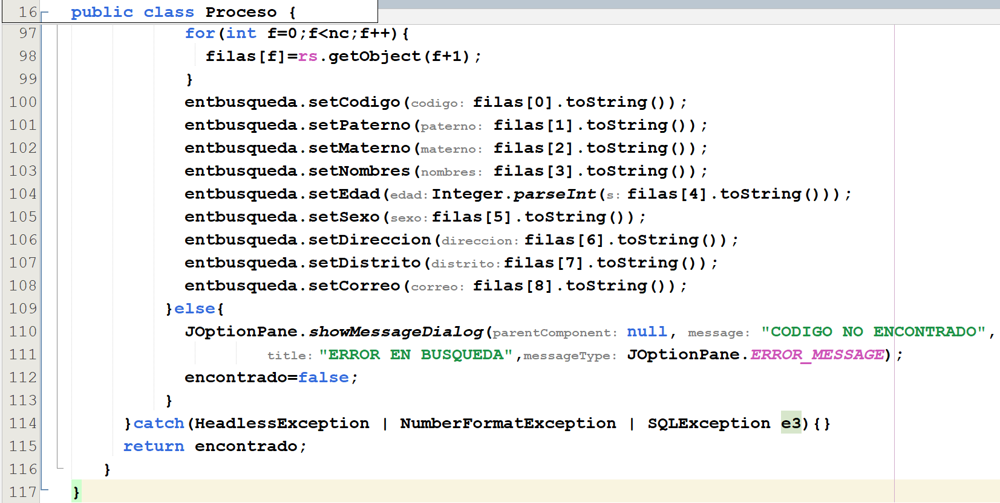 16 public class Proceso {
97 for(int f=0;f<nc;f++){
98 filas[f]=rs.getObject(f+1);
99 }
100 entbusqueda.setCodigo(codigo: filas[0].toString());
101 entbusqueda.setPaterno(paterno: filas[1].toString());
102 entbusqueda.setMaterno(materno: filas[2].toString());
103 entbusqueda.setNombres(nombres: filas[3].toString());
104 entbusqueda.setEdad(edad:Integer.parseInt(s: filas[4].toString()));
105 entbusqueda.setSexo(sexo:filas[5].toString());
106 entbusqueda.setDireccion(direccion: filas[6].toString());
107 entbusqueda.setDistrito(distrito:filas[7].toString());
108 entbusqueda.setCorreo(correo: filas[8].toString());
109 }else{
110 JOptionPane.showMessageDialog(parentComponent: null, message: "CODIGO NO ENCONTRADO",
111 title: "ERROR EN BUSQUEDA",messageType: JOptionPane.ERROR_MESSAGE);
112 encontrado=false;
113 }
114 }catch(HeadlessException | NumberFormatException | SQLException e3){}
115 return encontrado;
116 }
117 }